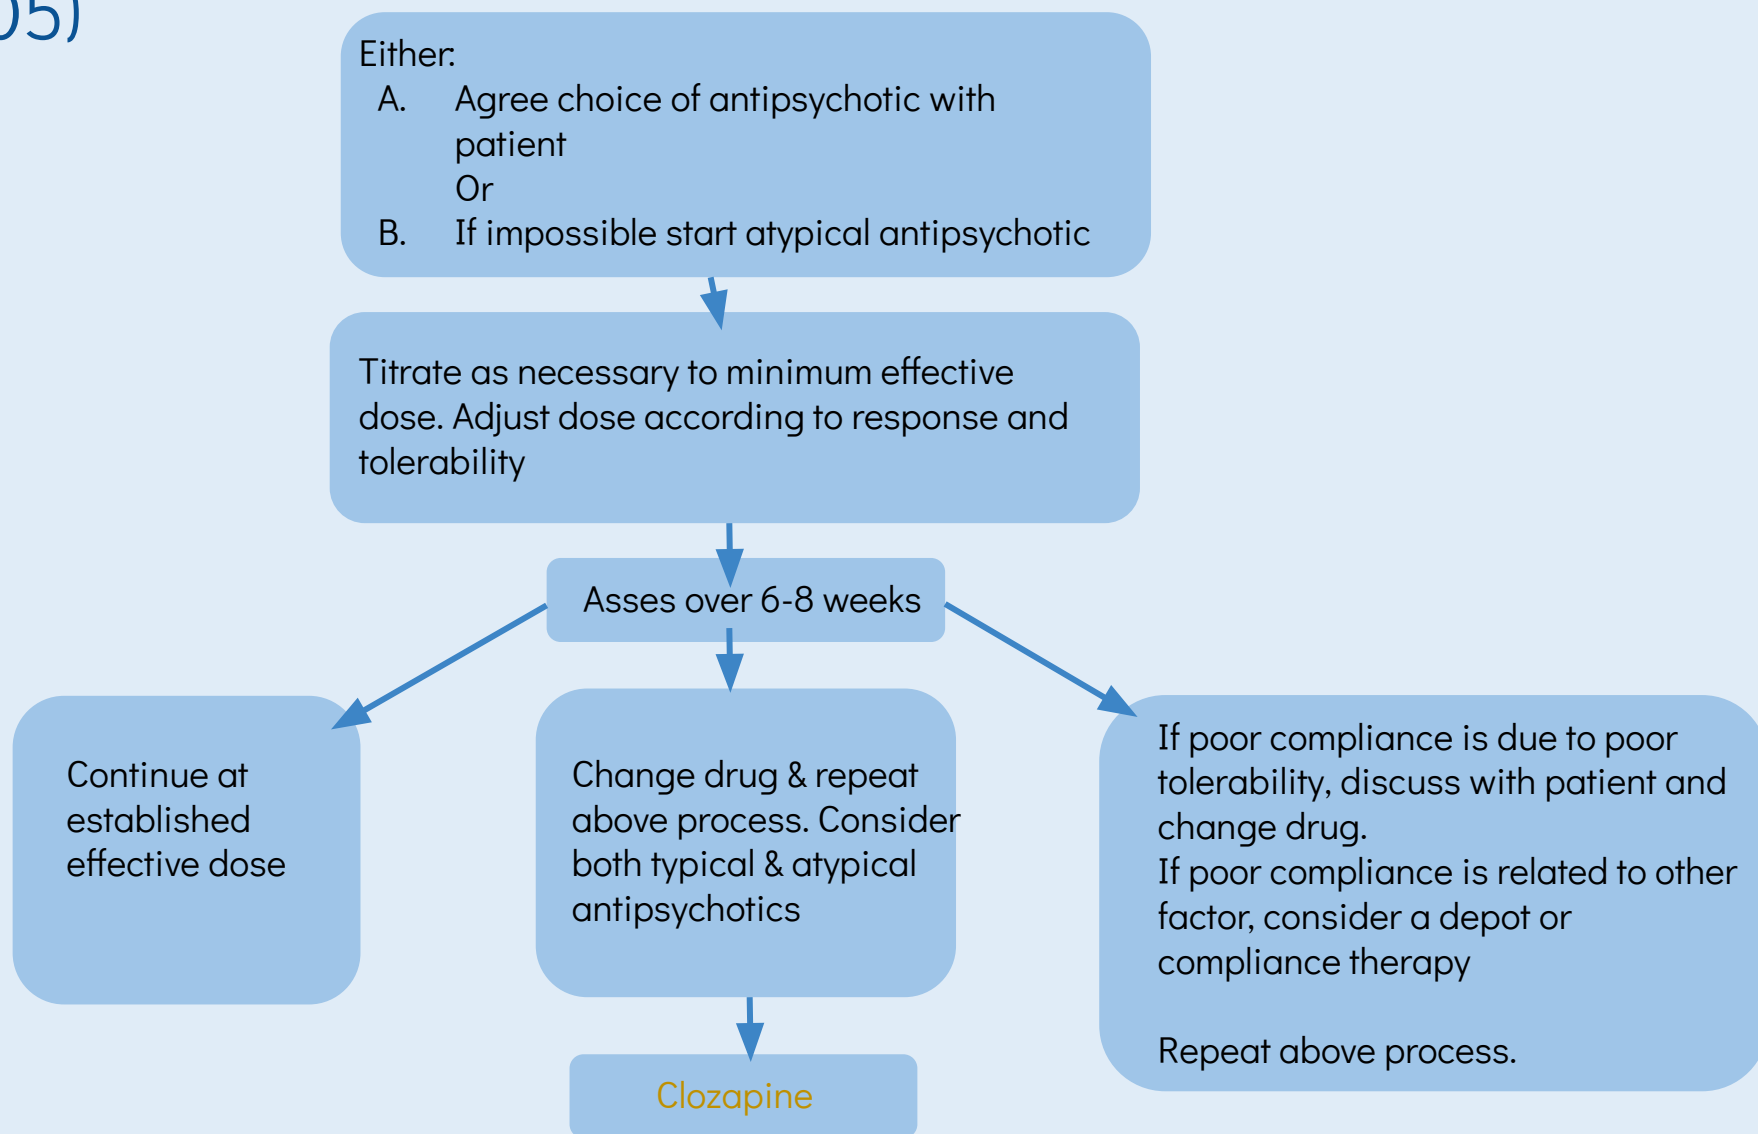 05)
Either:
A. Agree choice of antipsychotic with
patient
Or
B. If impossible start atypical antipsychotic
Titrate as necessary to minimum effective
dose. Adjust dose according to response and
tolerability
Asses over 6-8 weeks
Continue at
established
effective dose
Change drug & repeat
above process. Consider
both typical & atypical
antipsychotics
If poor compliance is due to poor
tolerability, discuss with patient and
change drug.
If poor compliance is related to other
factor, consider a depot or
compliance therapy
Repeat above process.
Clozapine